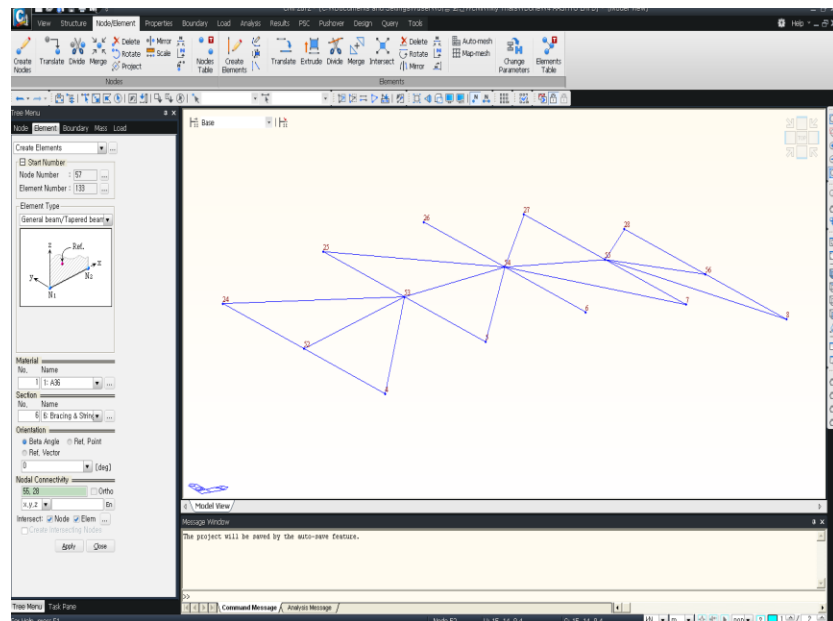 View Structure Node/Element Properties Boundary Load Analysis Results PSC Pushover Design Query Tools Help
Create Nodes Translate Divide Merge Delete Rotate Project Mirror Scale Nodes Table Create Elements Translate Extrude Divide Merge Intersect Delete Rotate Mirror Auto-mesh Map-mesh Change Parameters Elements Table
Nodes Elements
Tree Menu
Node Element Boundary Mass Load
Base
Create Elements
Start Number
Node Number : 57
Element Number : 133
Element Type
General beam/Tapered beam
z Ref. x y N1 N2
Material
No. Name
1 1: A36
Section
No. Name
6 6: Bracing & String
Orientation
Beta Angle Ref. Point
Ref. Vector
0 [deg]
Nodal Connectivity
55, 28 Ortho
x,y,z En
Intersect: Node Elem
Create Intersecting Nodes
Apply Close
27
26
28
25
54
55
56
24
53
7
6
8
52
5
4
Model View
Message Window
The project will be saved by the auto-save feature.
>>
Command Message Analysis Message
Tree Menu Task Pane